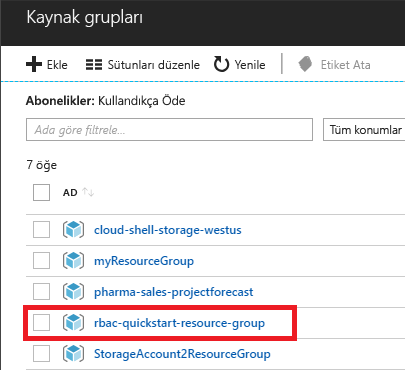 Kaynak grupları
Ekle Sütunları düzenle Yenile Etiket Ata
Abonelikler: Kullandıkça Öde
Ada göre filtrele... Tüm konumlar
7 öğe
AD
cloud-shell-storage-westus
myResourceGroup
pharma-sales-projectforecast
rbac-quickstart-resource-group
StorageAccount2ResourceGroup